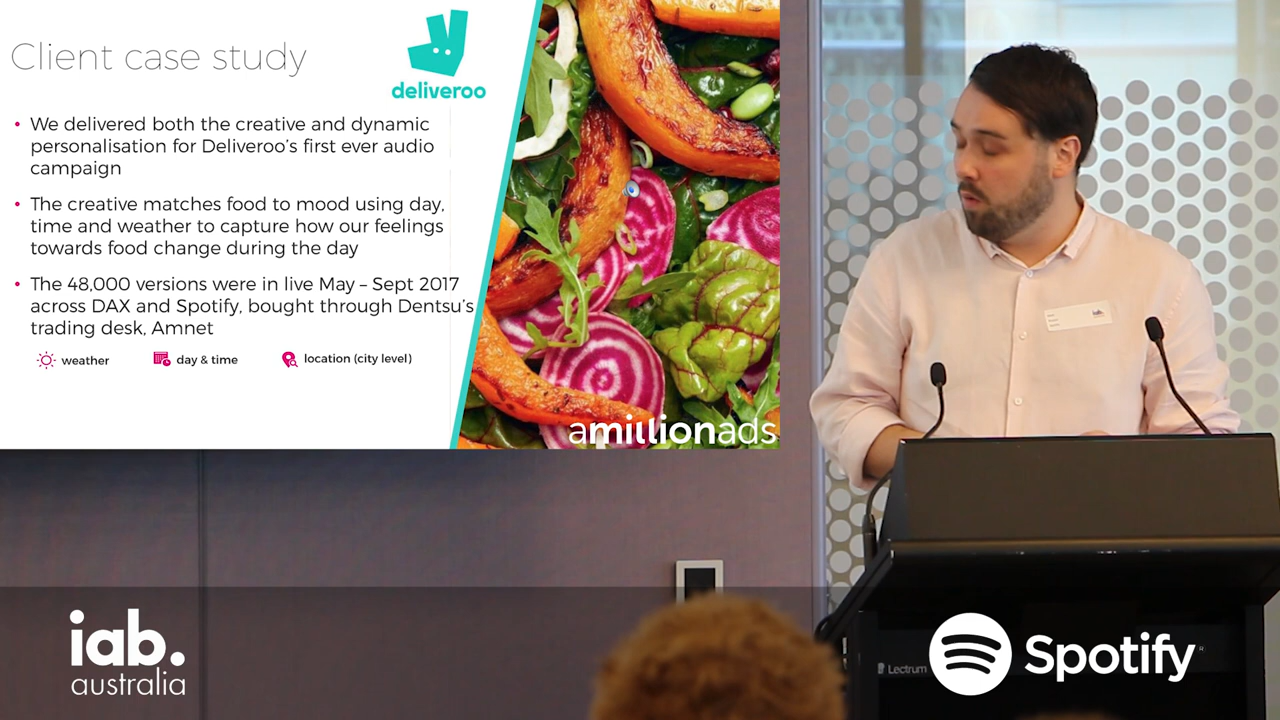 Client case study
deliveroo
• We delivered both the creative and dynamic
personalisation for Deliveroo's first ever audio
campaign
• The creative matches food to mood using day,
time and weather to capture how our feelings
towards food change during the day
• The 48,000 versions were in live May – Sept 2017
across DAX and Spotify, bought through Dentsu's
trading desk, Amnet
weather
day & time
location (city level)
amillionads
iab.
australia
Lectrum
Spotify